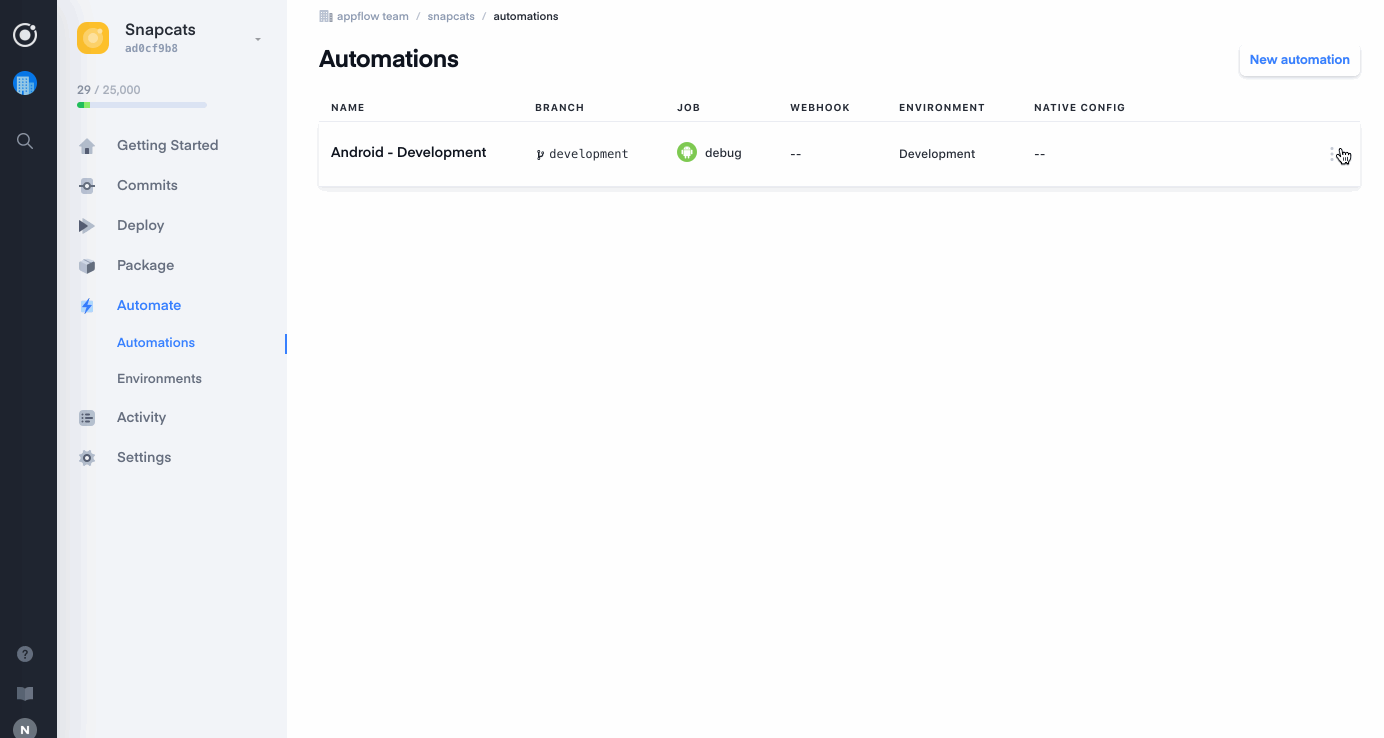 Snapcats
ad0cf9b8
29 / 25,000
Getting Started
Commits
Deploy
Package
Automate
Automations
Environments
Activity
Settings
?
N
appflow team / snapcats / automations
Automations
New automation
NAME BRANCH JOB WEBHOOK ENVIRONMENT NATIVE CONFIG
Android - Development development debug -- Development --